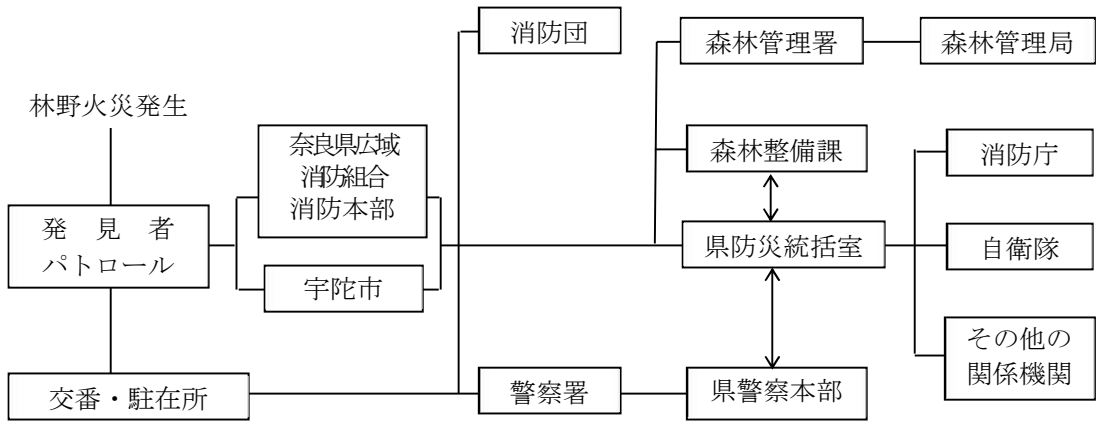 林野火災発生
発　見　者
パトロール
交番・駐在所
奈良県広域
消防組合
消防本部
宇陀市
消防団
警察署
森林管理署
森林整備課
県防災統括室
県警察本部
森林管理局
消防庁
自衛隊
その他の
関係機関